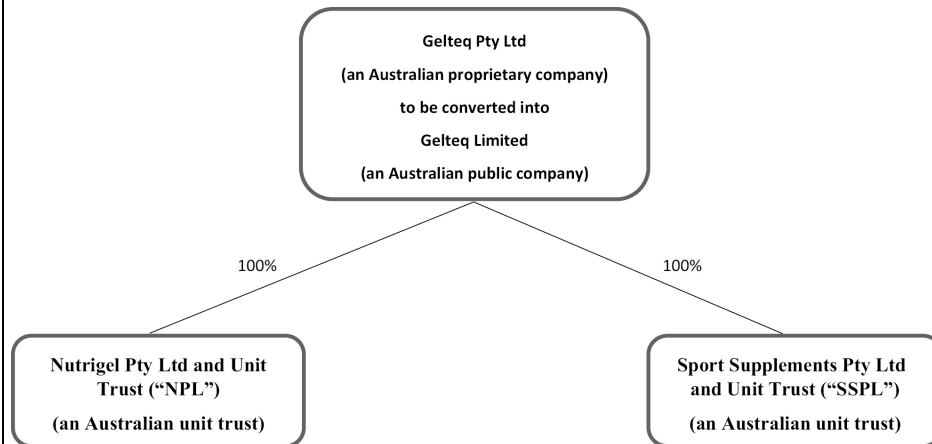 Gelteq Pty Ltd
(an Australian proprietary company)
to be converted into
Gelteq Limited
(an Australian public company)
100%
100%
Nutrigel Pty Ltd and Unit
Trust (“NPL”)
(an Australian unit trust)
Sport Supplements Pty Ltd
and Unit Trust (“SSPL”)
(an Australian unit trust)